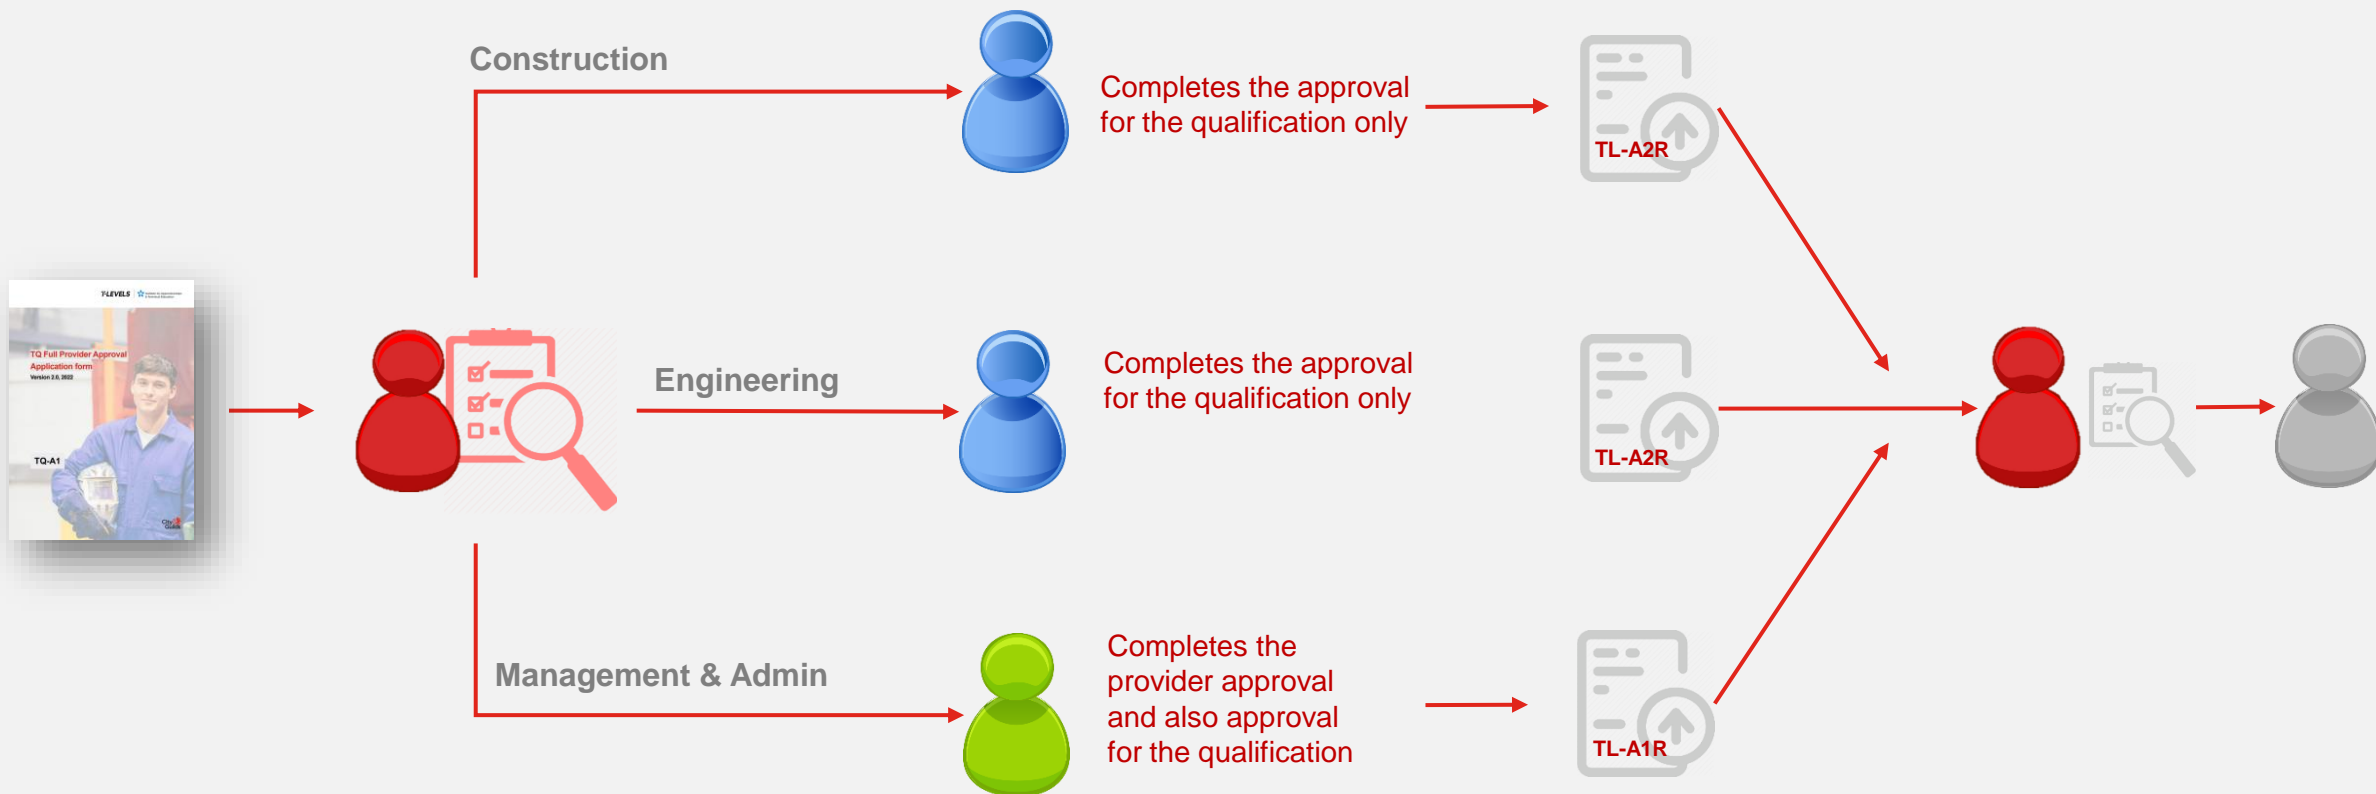 Construction
Completes the approval
for the qualification only
TL-A2R
T-LEVELS
TQ Full Provider Approval
Application form
Version 2.0, 2022
TQ-A1
City &
Guilds
Engineering
Completes the approval
for the qualification only
TL-A2R
Management & Admin
Completes the
provider approval
and also approval
for the qualification
TL-A1R